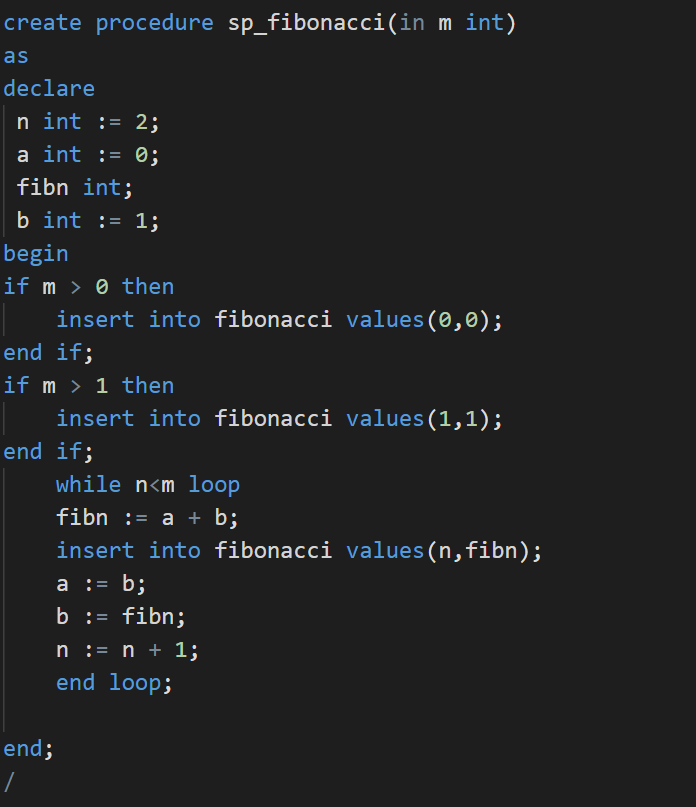 create procedure sp_fibonacci(in m int)
as
declare
n int := 2;
a int := 0;
fibn int;
b int := 1;
begin
if m > 0 then
insert into fibonacci values(0,0);
end if;
if m > 1 then
insert into fibonacci values(1,1);
end if;
while n<m loop
fibn := a + b;
insert into fibonacci values(n,fibn);
a := b;
b := fibn;
n := n + 1;
end loop;
end;
/